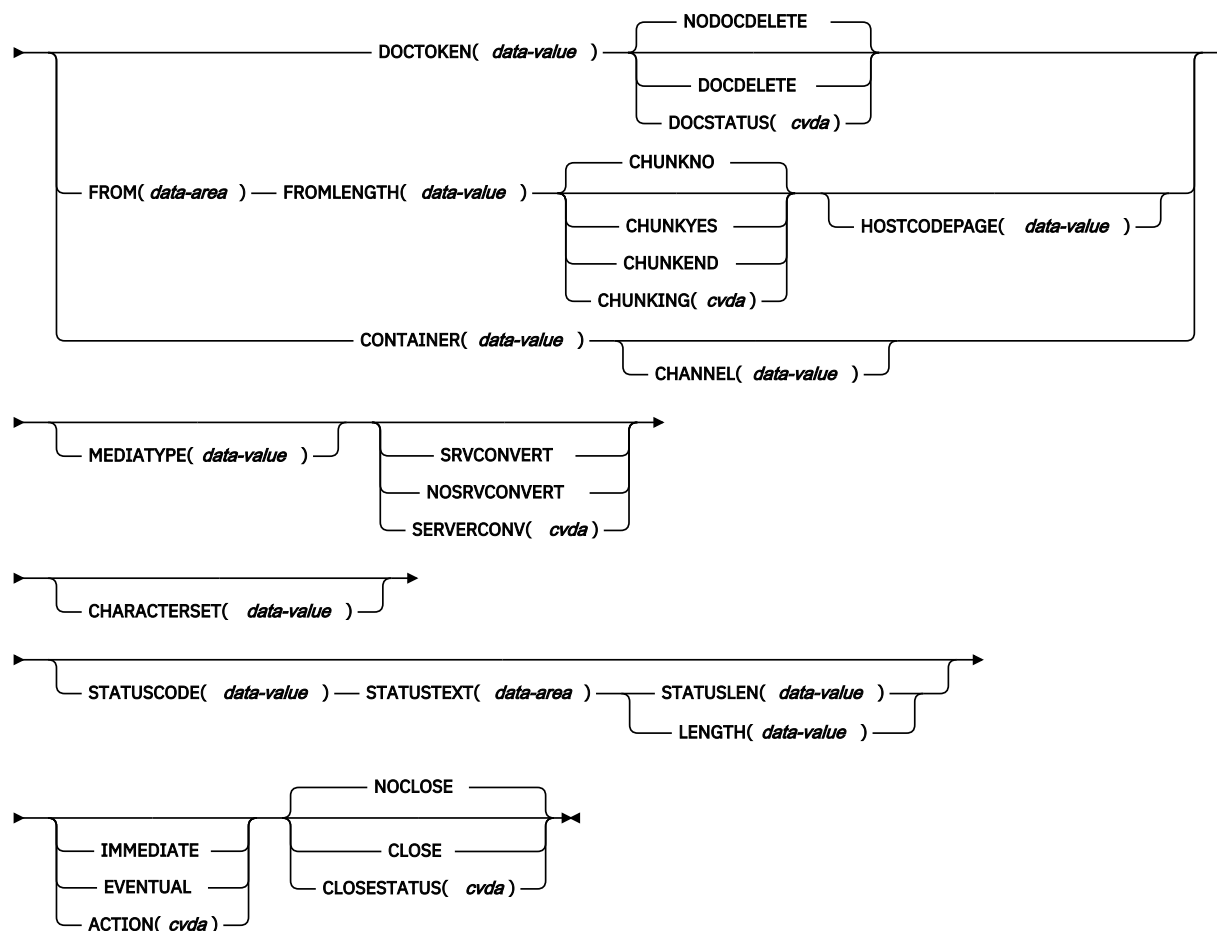 NODOCDELETE
DOCTOKEN( data-value )
DOCDELETE
DOCSTATUS( cvda )
CHUNKNO
FROM( data-area ) FROMLENGTH( data-value )
CHUNKYES
HOSTCODEPAGE( data-value )
CHUNKEND
CHUNKING( cvda )
CONTAINER( data-value )
CHANNEL( data-value )
MEDIATYPE( data-value )
SRVCONVERT
NOSRVCONVERT
SERVERCONV( cvda )
CHARACTERSET( data-value )
STATUSCODE( data-value ) STATUSTEXT( data-area ) STATUSLEN( data-value )
LENGTH( data-value )
NOCLOSE
IMMEDIATE
CLOSE
EVENTUAL
CLOSESTATUS( cvda )
ACTION( cvda )